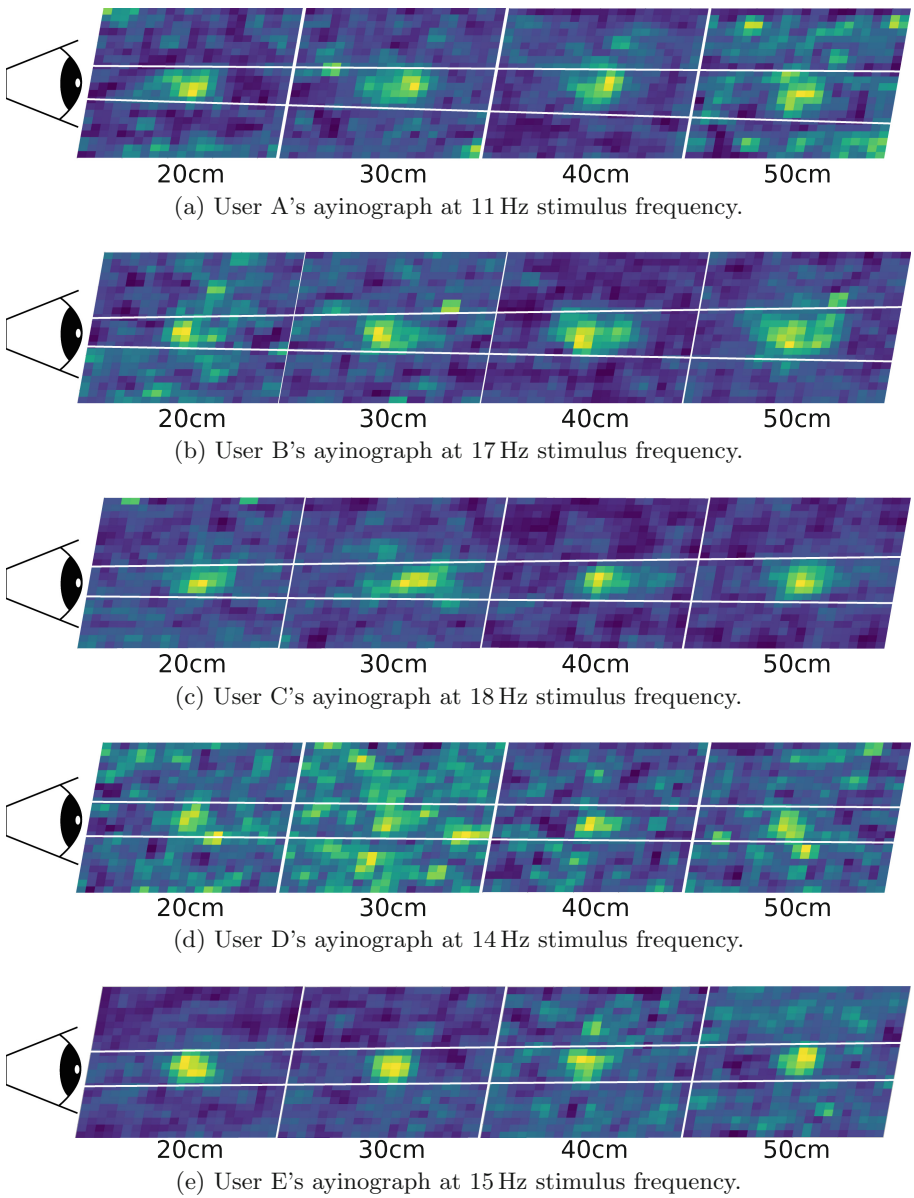 20cm 30cm 40cm 50cm
(a) User A's ayinograph at 11 Hz stimulus frequency.
20cm 30cm 40cm 50cm
(b) User B's ayinograph at 17 Hz stimulus frequency.
20cm 30cm 40cm 50cm
(c) User C's ayinograph at 18 Hz stimulus frequency.
20cm 30cm 40cm 50cm
(d) User D's ayinograph at 14 Hz stimulus frequency.
20cm 30cm 40cm 50cm
(e) User E's ayinograph at 15 Hz stimulus frequency.